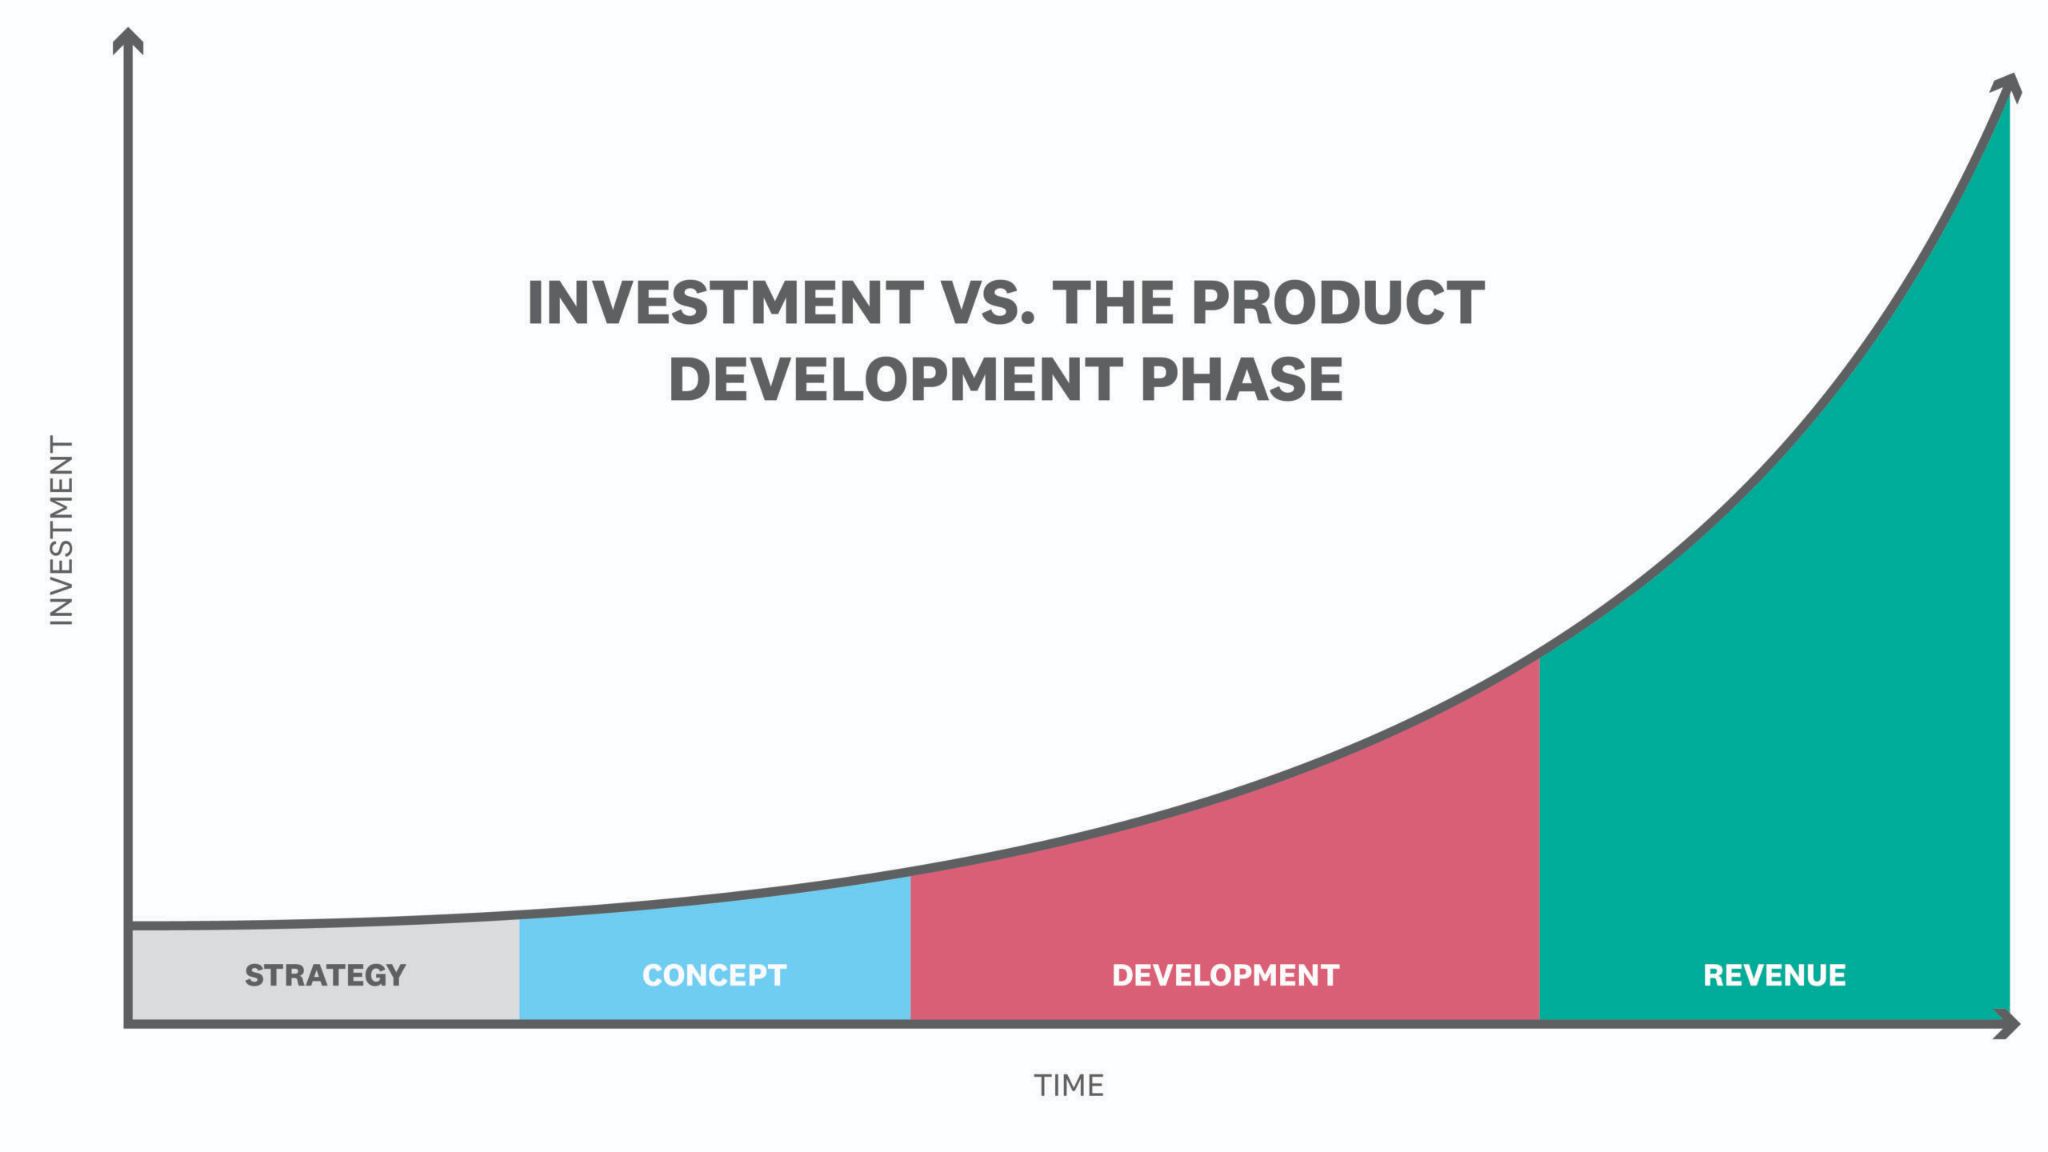 INVESTMENT VS. THE PRODUCT
DEVELOPMENT PHASE
INVESTMENT
STRATEGY
CONCEPT
DEVELOPMENT
REVENUE
TIME